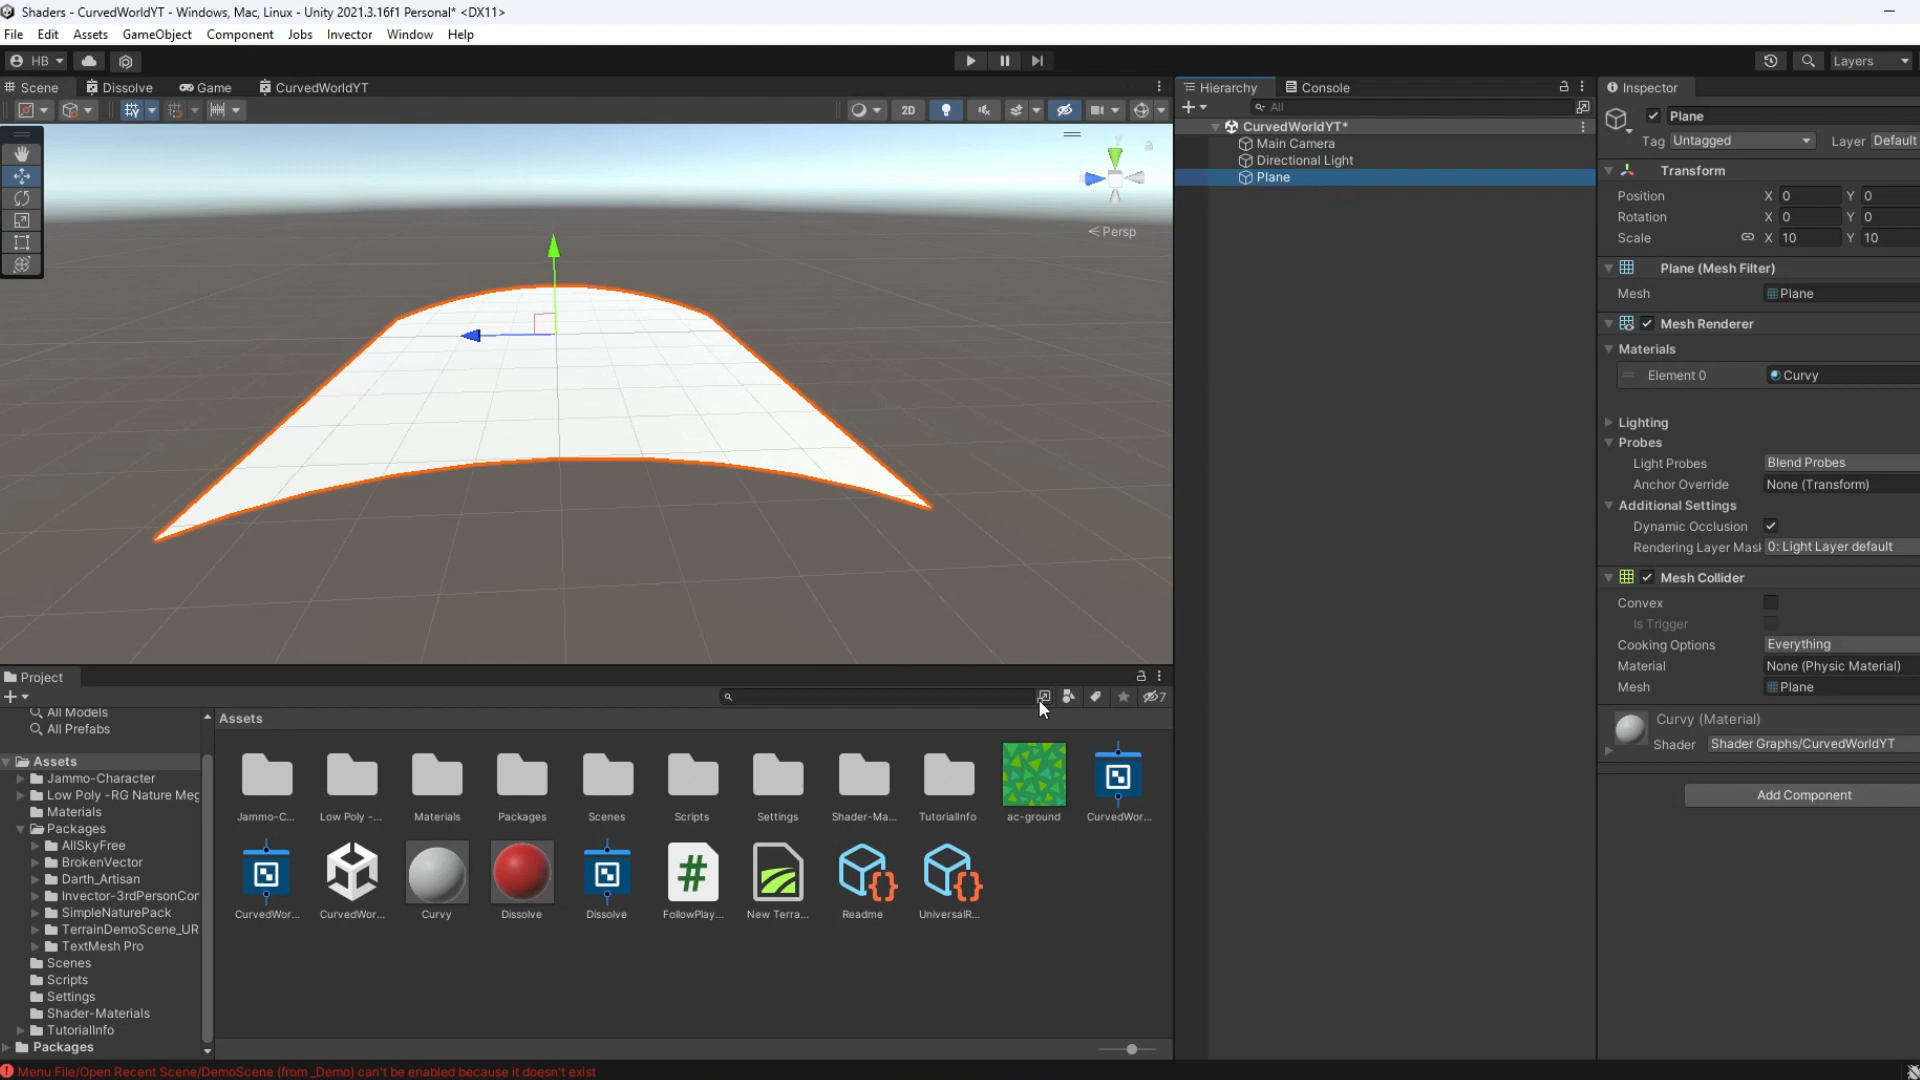 Shaders - CurvedWorldYT - Windows, Mac, Linux - Unity 2021.3.16f1 Personal* <DX11>
File Edit Assets GameObject Component Jobs Invector Window Help
HB
Layers
Scene Dissolve Game CurvedWorldYT
2D
Persp
Hierarchy Console
All
CurvedWorldYT*
Main Camera
Directional Light
Plane
Inspector
Plane
Tag Untagged Layer Default
Transform
Position X 0 Y 0
Rotation X 0 Y 0
Scale X 10 Y 10
Plane (Mesh Filter)
Mesh Plane
Mesh Renderer
Materials
Element 0 Curvy
Lighting
Probes
Light Probes Blend Probes
Anchor Override None (Transform)
Additional Settings
Dynamic Occlusion
Rendering Layer Mask 0: Light Layer default
Mesh Collider
Convex
Is Trigger
Cooking Options Everything
Material None (Physic Material)
Mesh Plane
Curvy (Material)
Shader Shader Graphs/CurvedWorldYT
Add Component
Project
7
All Models
All Prefabs
Assets
Jammo-Character
Low Poly -RG Nature Meg
Materials
Packages
AllSkyFree
BrokenVector
Darth_Artisan
Invector-3rdPersonCor
SimpleNaturePack
TerrainDemoScene_UR
TextMesh Pro
Scenes
Scripts
Settings
Shader-Materials
TutorialInfo
Packages
Assets
Jammo-C... Low Poly -... Materials Packages Scenes Scripts Settings Shader-Ma... TutorialInfo ac-ground CurvedWor...
CurvedWor... CurvedWor... Curvy Dissolve Dissolve FollowPlay... New Terra... Readme UniversalR...
Menu File/Open Recent Scene/DemoScene (from _Demo) can't be enabled because it doesn't exist